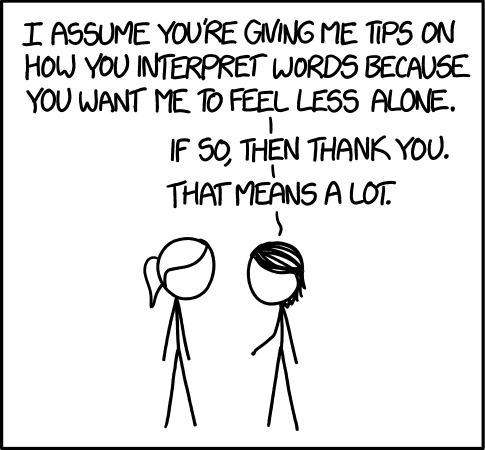 I ASSUME YOU'RE GIVING ME TIPS ON
HOW YOU INTERPRET WORDS BECAUSE
YOU WANT ME TO FEEL LESS ALONE.
IF SO, THEN THANK YOU.
THAT MEANS A LOT.